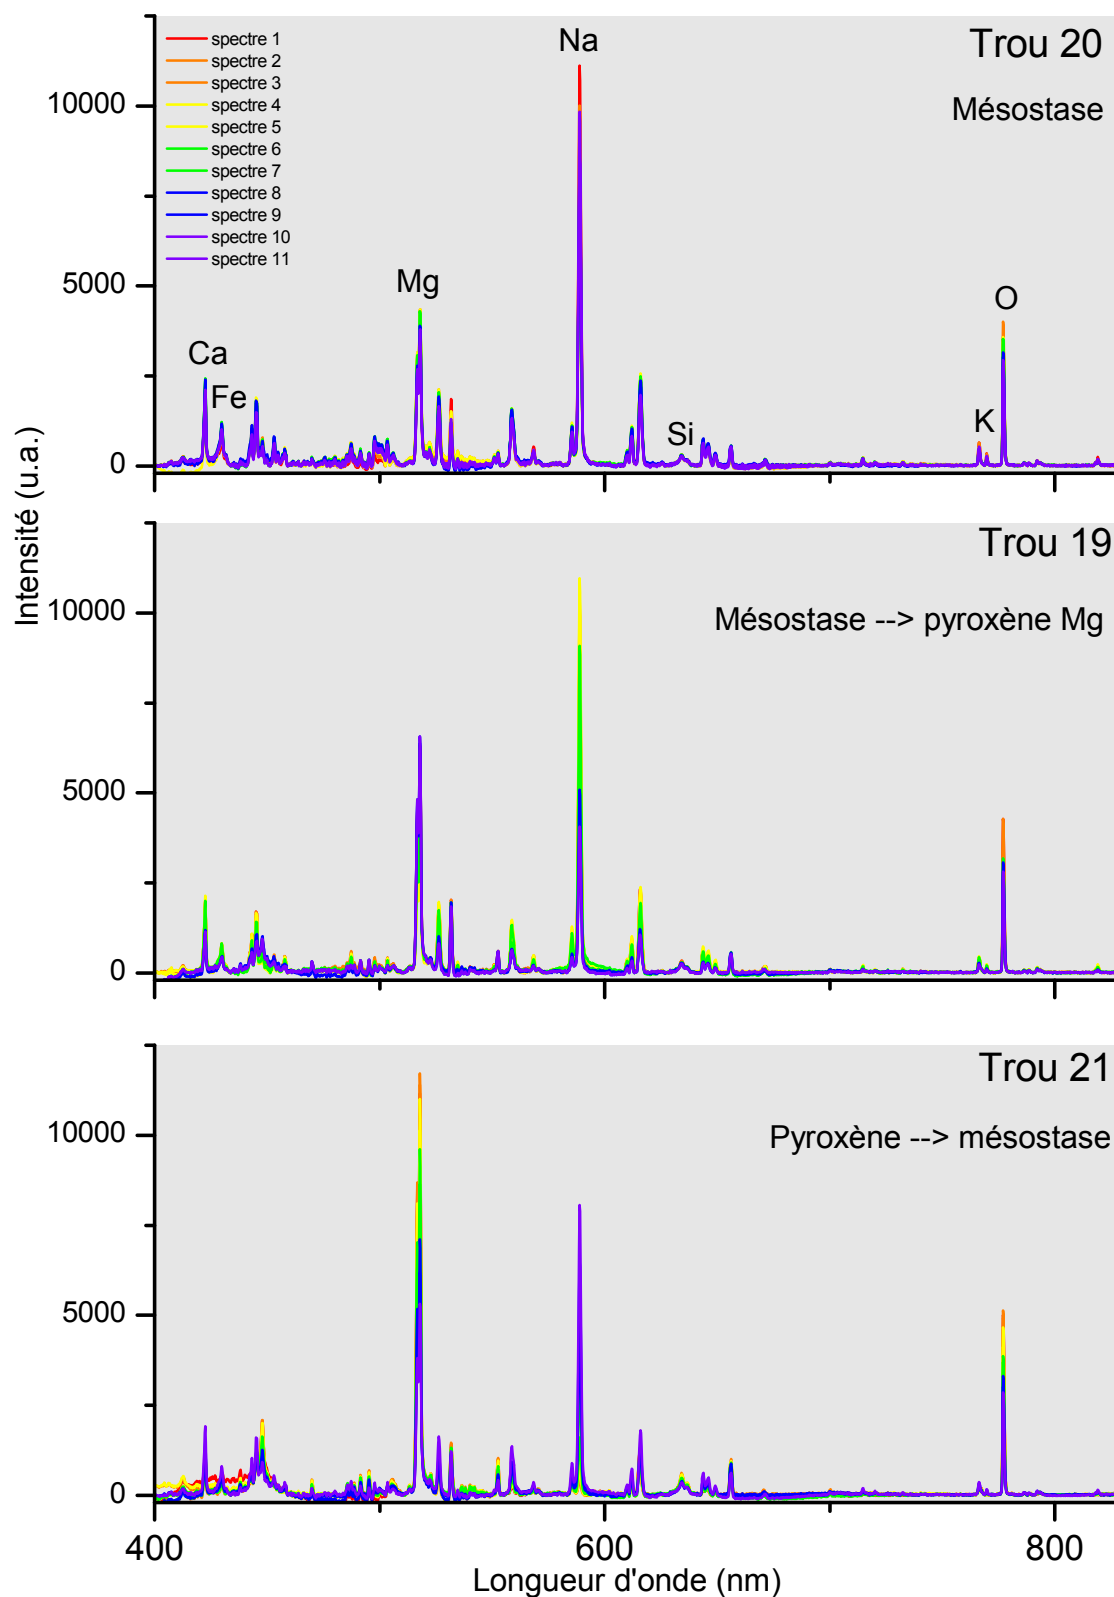 Trou 20
Mésostase
spectre 1
spectre 2
spectre 3
spectre 4
spectre 5
spectre 6
spectre 7
spectre 8
spectre 9
spectre 10
spectre 11
Na
Mg
Ca
Fe
Si
K
O
10000
5000
0
Intensité (u.a.)
Trou 19
Mésostase --> pyroxène Mg
10000
5000
0
Trou 21
Pyroxène --> mésostase
10000
5000
0
400
600
800
Longueur d'onde (nm)